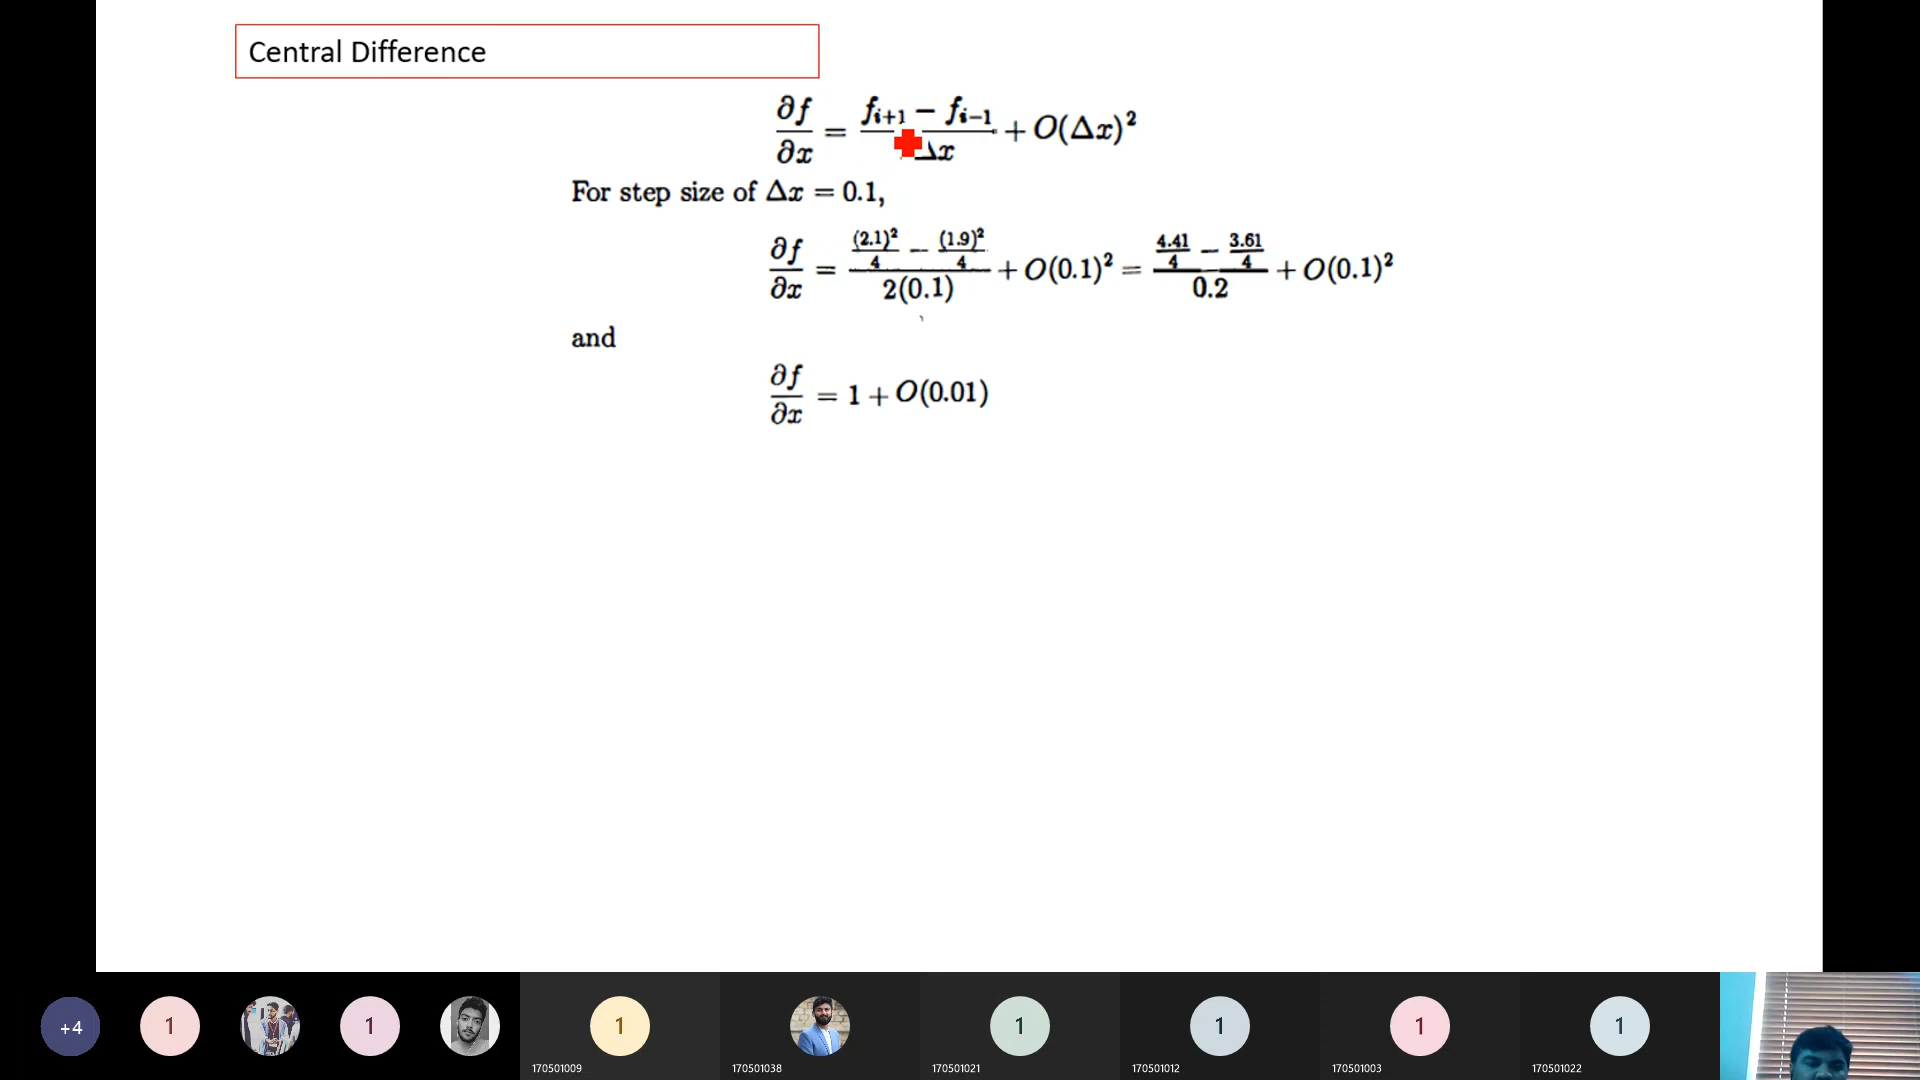 Central Difference
∂f/∂x = (f_{i+1} − f_{i−1})/Δx + O(Δx)²
For step size of Δx = 0.1,
∂f/∂x = ((2.1)²/4 − (1.9)²/4)/2(0.1) + O(0.1)² = (4.41/4 − 3.61/4)/0.2 + O(0.1)²
and
∂f/∂x = 1 + O(0.01)
+4 1 1 1 1 1 1 1
170501009 170501038 170501021 170501012 170501003 170501022